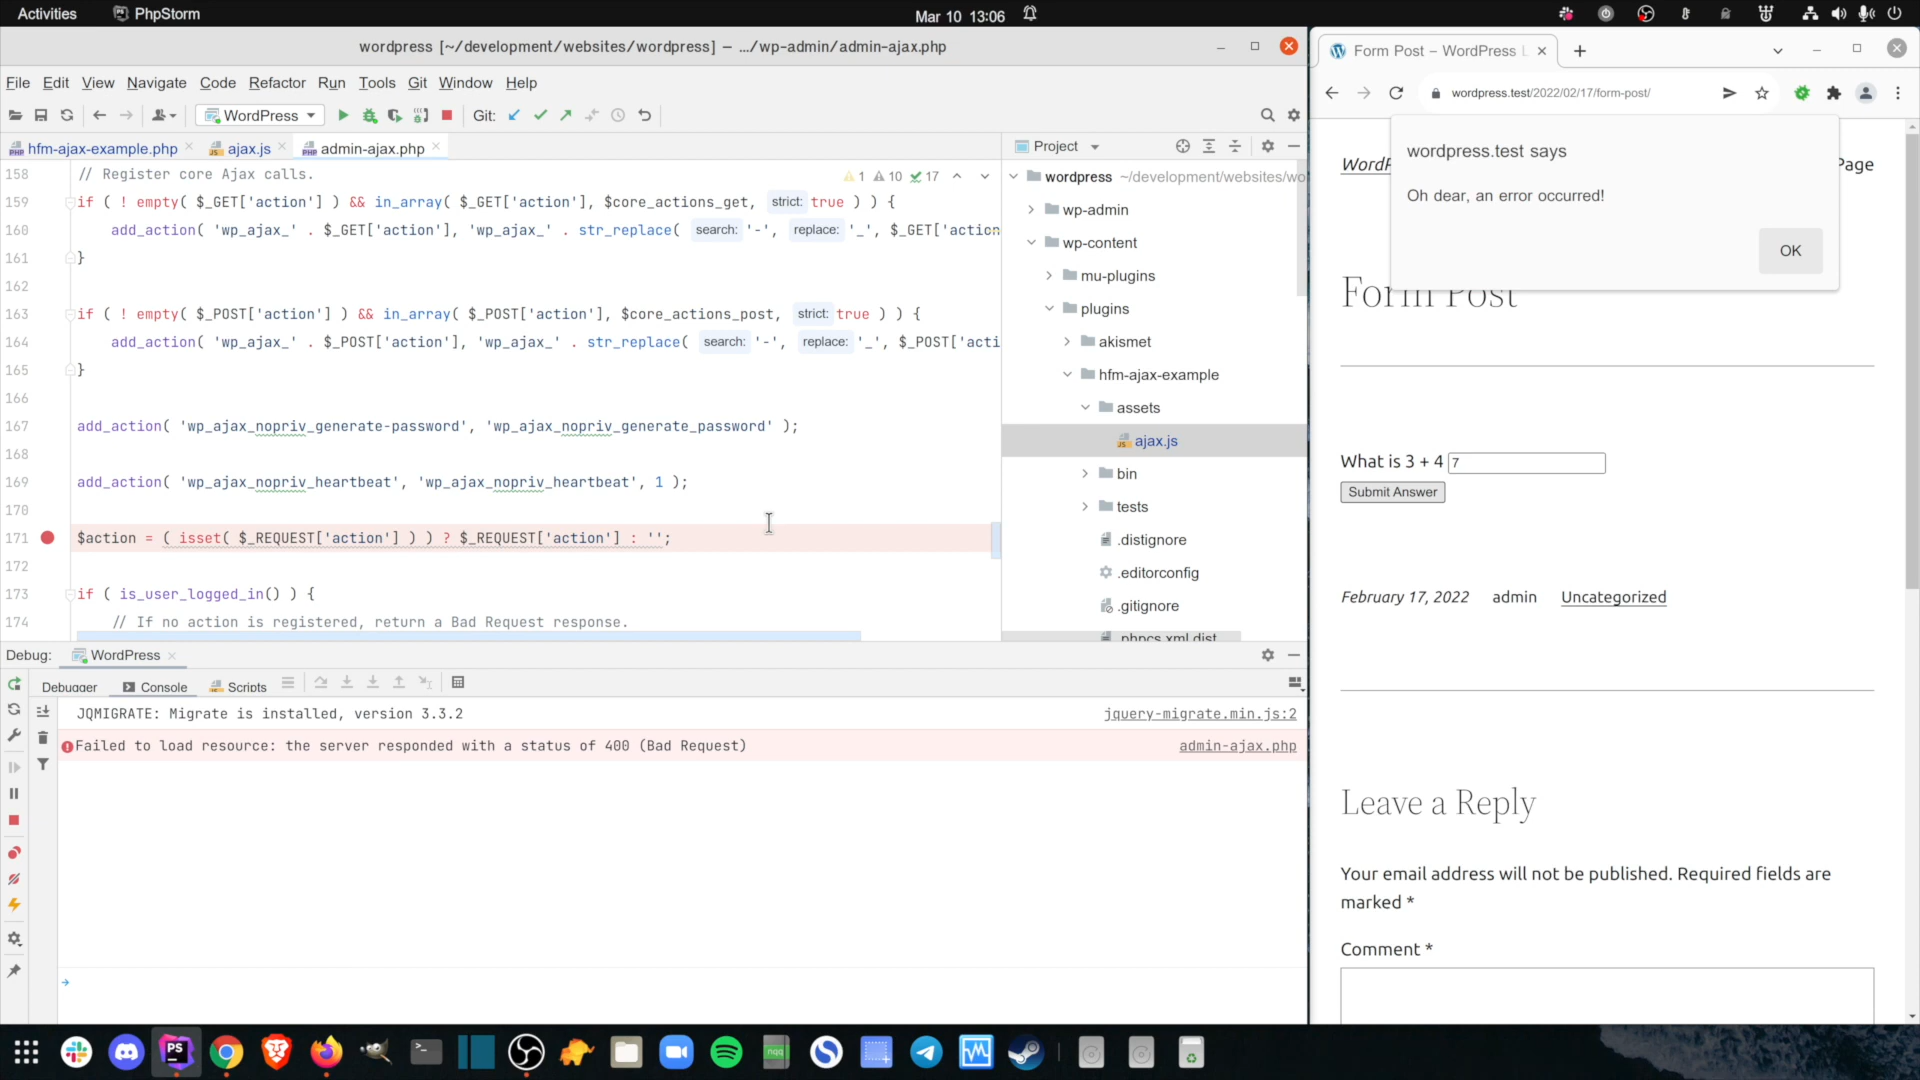 Activities
PhpStorm
Mar 10 13:06
wordpress [~/development/websites/wordpress] – .../wp-admin/admin-ajax.php
File Edit View Navigate Code Refactor Run Tools Git Window Help
WordPress
Git:
hfm-ajax-example.php
ajax.js
admin-ajax.php
158 // Register core Ajax calls.
1 10 17
159 if ( ! empty( $_GET['action'] ) && in_array( $_GET['action'], $core_actions_get, strict: true ) ) {
160 add_action( 'wp_ajax_' . $_GET['action'], 'wp_ajax_' . str_replace( search: '-', replace: '_', $_GET['action
161 }
162
163 if ( ! empty( $_POST['action'] ) && in_array( $_POST['action'], $core_actions_post, strict: true ) ) {
164 add_action( 'wp_ajax_' . $_POST['action'], 'wp_ajax_' . str_replace( search: '-', replace: '_', $_POST['acti
165 }
166
167 add_action( 'wp_ajax_nopriv_generate-password', 'wp_ajax_nopriv_generate_password' );
168
169 add_action( 'wp_ajax_nopriv_heartbeat', 'wp_ajax_nopriv_heartbeat', 1 );
170
171 $action = ( isset( $_REQUEST['action'] ) ) ? $_REQUEST['action'] : '';
172
173 if ( is_user_logged_in() ) {
174 // If no action is registered, return a Bad Request response.
Project
wordpress ~/development/websites/wo
wp-admin
wp-content
mu-plugins
plugins
akismet
hfm-ajax-example
assets
ajax.js
bin
tests
.distignore
.editorconfig
.gitignore
.phpcs.xml.dist
Debug: WordPress
Debugger Console Scripts
JQMIGRATE: Migrate is installed, version 3.3.2 jquery-migrate.min.js:2
Failed to load resource: the server responded with a status of 400 (Bad Request) admin-ajax.php
Form Post – WordPress
wordpress.test/2022/02/17/form-post/
wordpress.test says
Oh dear, an error occurred!
OK
WordP
Page
Form Post
What is 3 + 4 7
Submit Answer
February 17, 2022 admin Uncategorized
Leave a Reply
Your email address will not be published. Required fields are
marked *
Comment *
PS
nqq